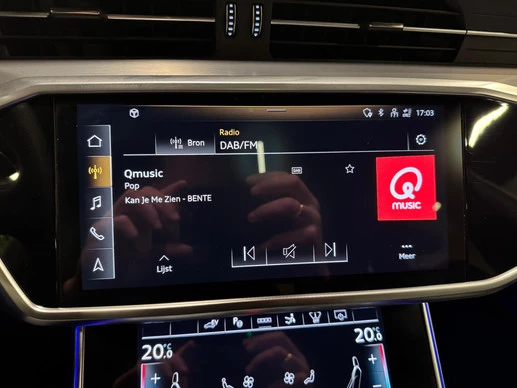 17:03
Bron
Radio
DAB/FM
Qmusic
Pop
Kan Je Me Zien - BENTE
DAB
Q
MUSIC
Lijst
Meer
20.0
20.0